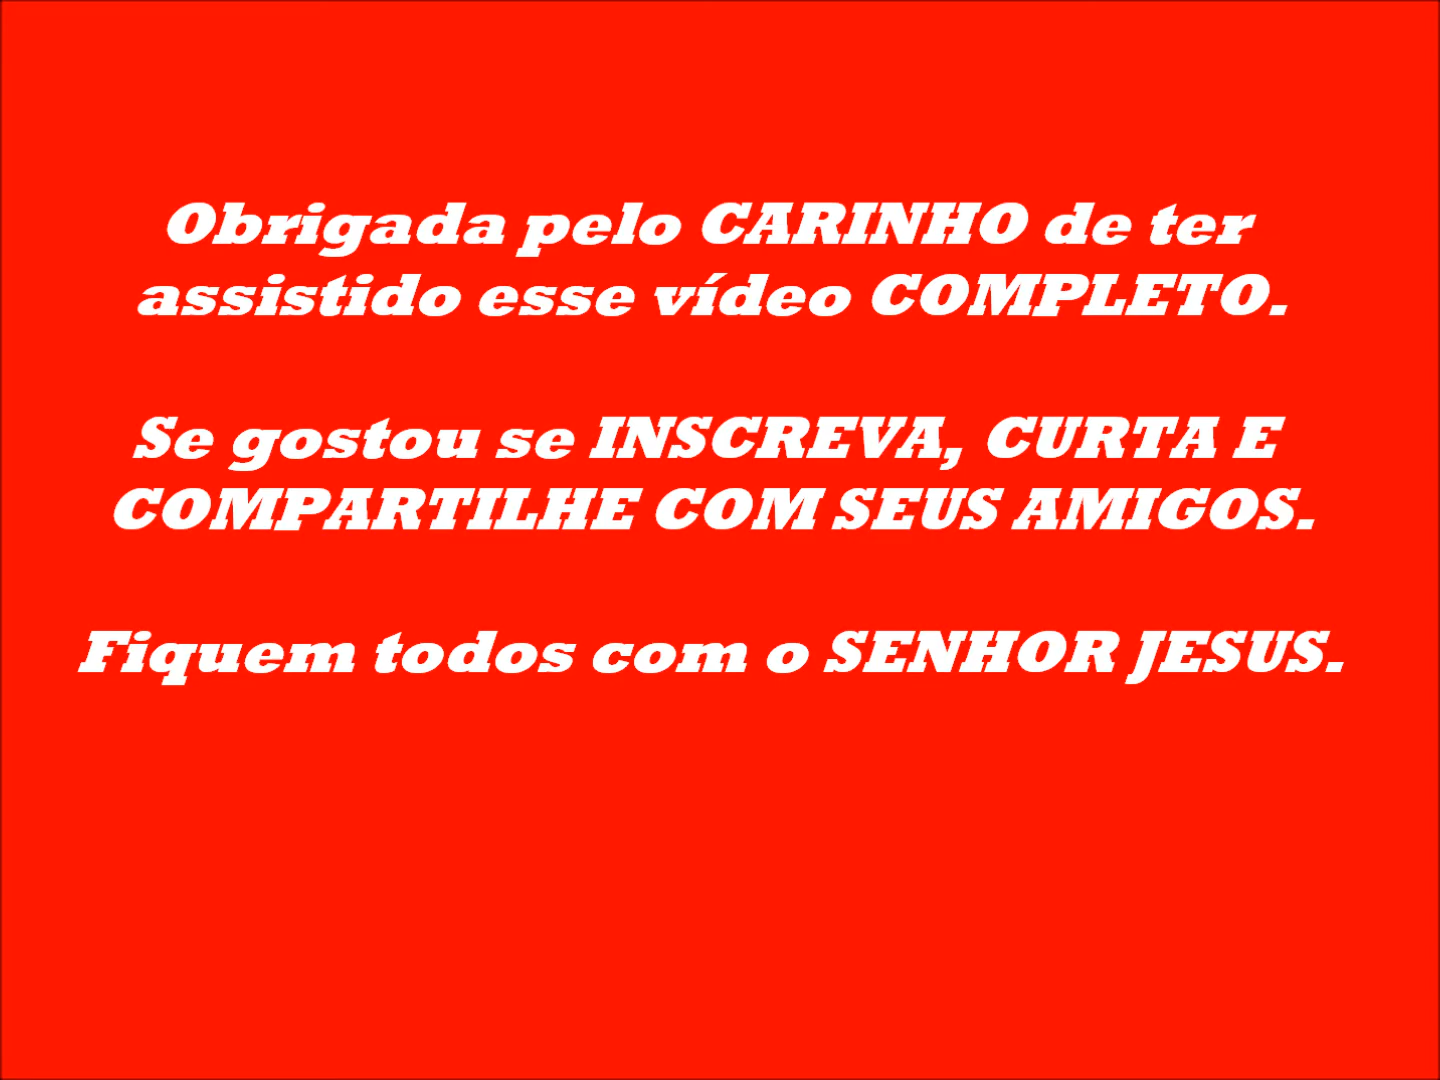 Obrigada pelo CARINHO de ter
assistido esse vídeo COMPLETO.
Se gostou se INSCREVA, CURTA E
COMPARTILHE COM SEUS AMIGOS.
Fiquem todos com o SENHOR JESUS.